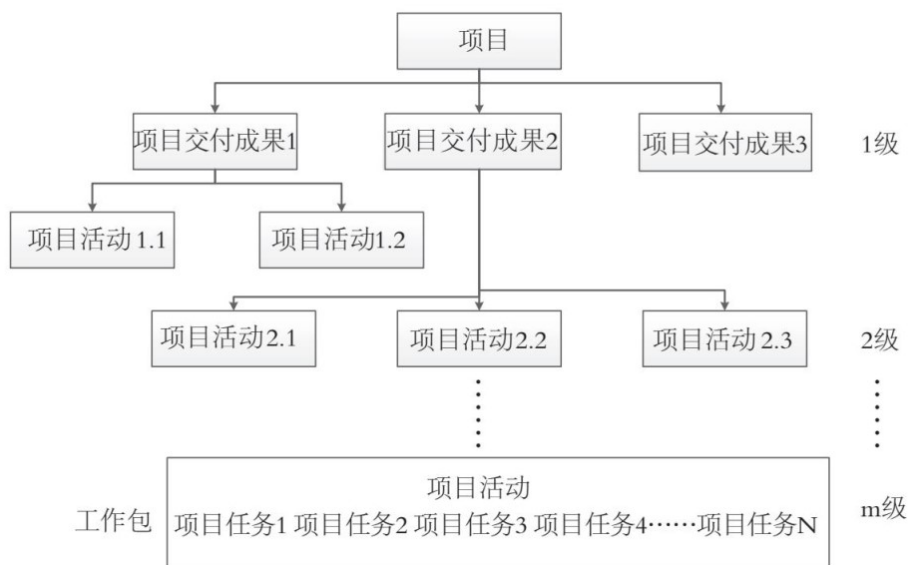 项目
项目交付成果1 项目交付成果2 项目交付成果3 1级
项目活动1.1 项目活动1.2
项目活动2.1 项目活动2.2 项目活动2.3 2级
项目活动
工作包 项目任务1 项目任务2 项目任务3 项目任务4……项目任务N m级